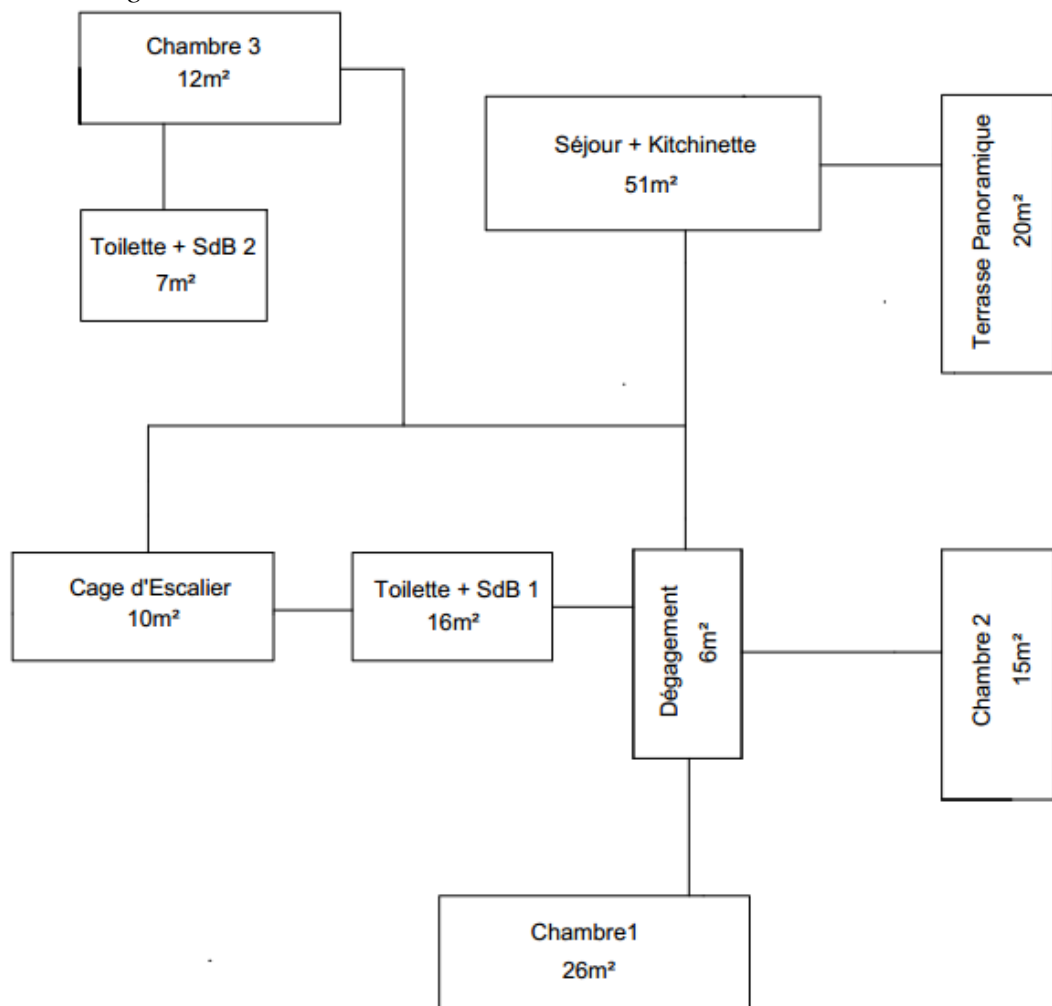 Chambre 3
12m²
Séjour + Kitchinette
51m²
Terrasse Panoramique
20m²
Toilette + SdB 2
7m²
Cage d'Escalier
10m²
Toilette + SdB 1
16m²
Dégagement
6m²
Chambre 2
15m²
Chambre1
26m²